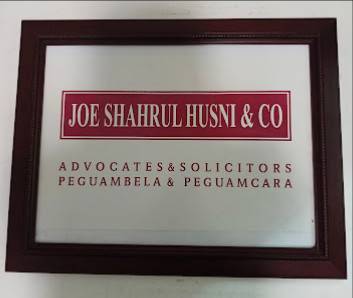 JOE SHAHRUL HUSNI & CO
ADVOCATES & SOLICITORS
PEGUAMBELA & PEGUAMCARA